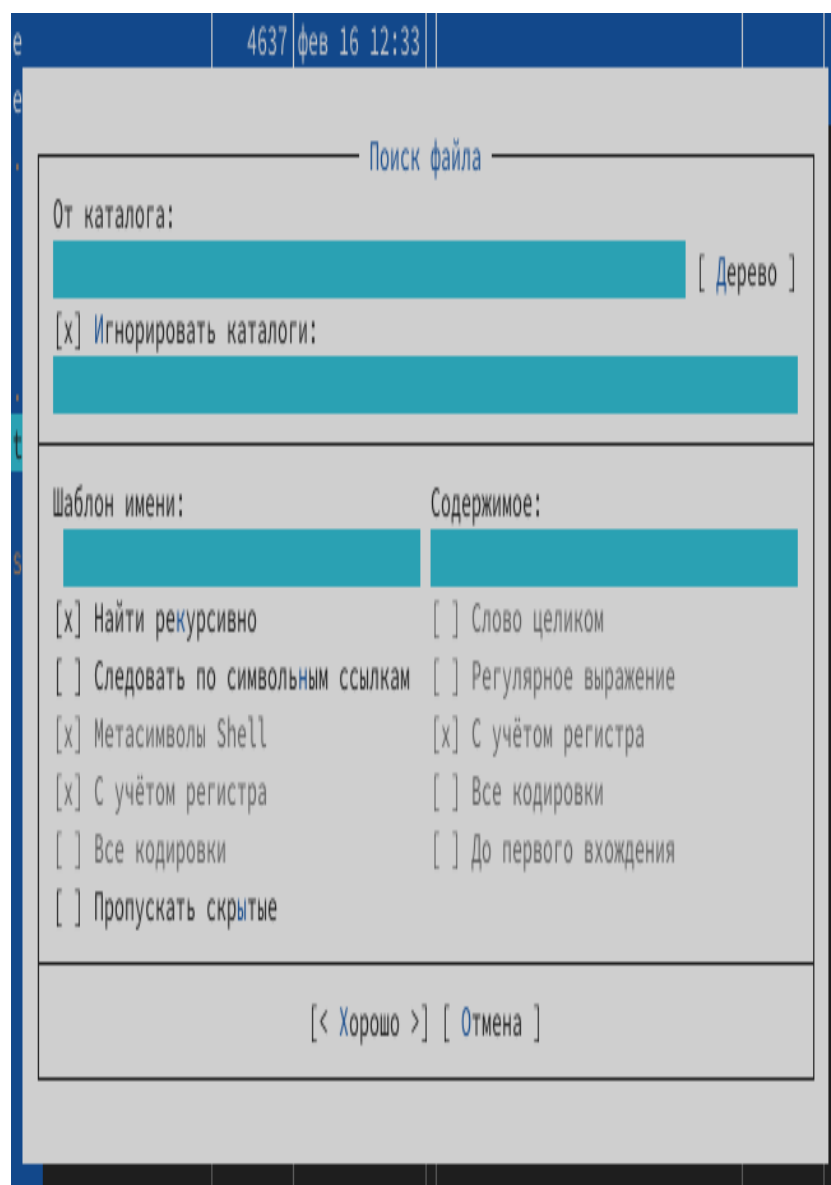 е 4637 фев 16 12:33
е
.
Поиск файла
От каталога:
[ Дерево ]
[x] Игнорировать каталоги:
.
t
Шаблон имени: Содержимое:
s
[x] Найти рекурсивно [ ] Слово целиком
[ ] Следовать по символьным ссылкам [ ] Регулярное выражение
[x] Метасимволы Shell [x] С учётом регистра
[x] С учётом регистра [ ] Все кодировки
[ ] Все кодировки [ ] До первого вхождения
[ ] Пропускать скрытые
[< Хорошо >] [ Отмена ]